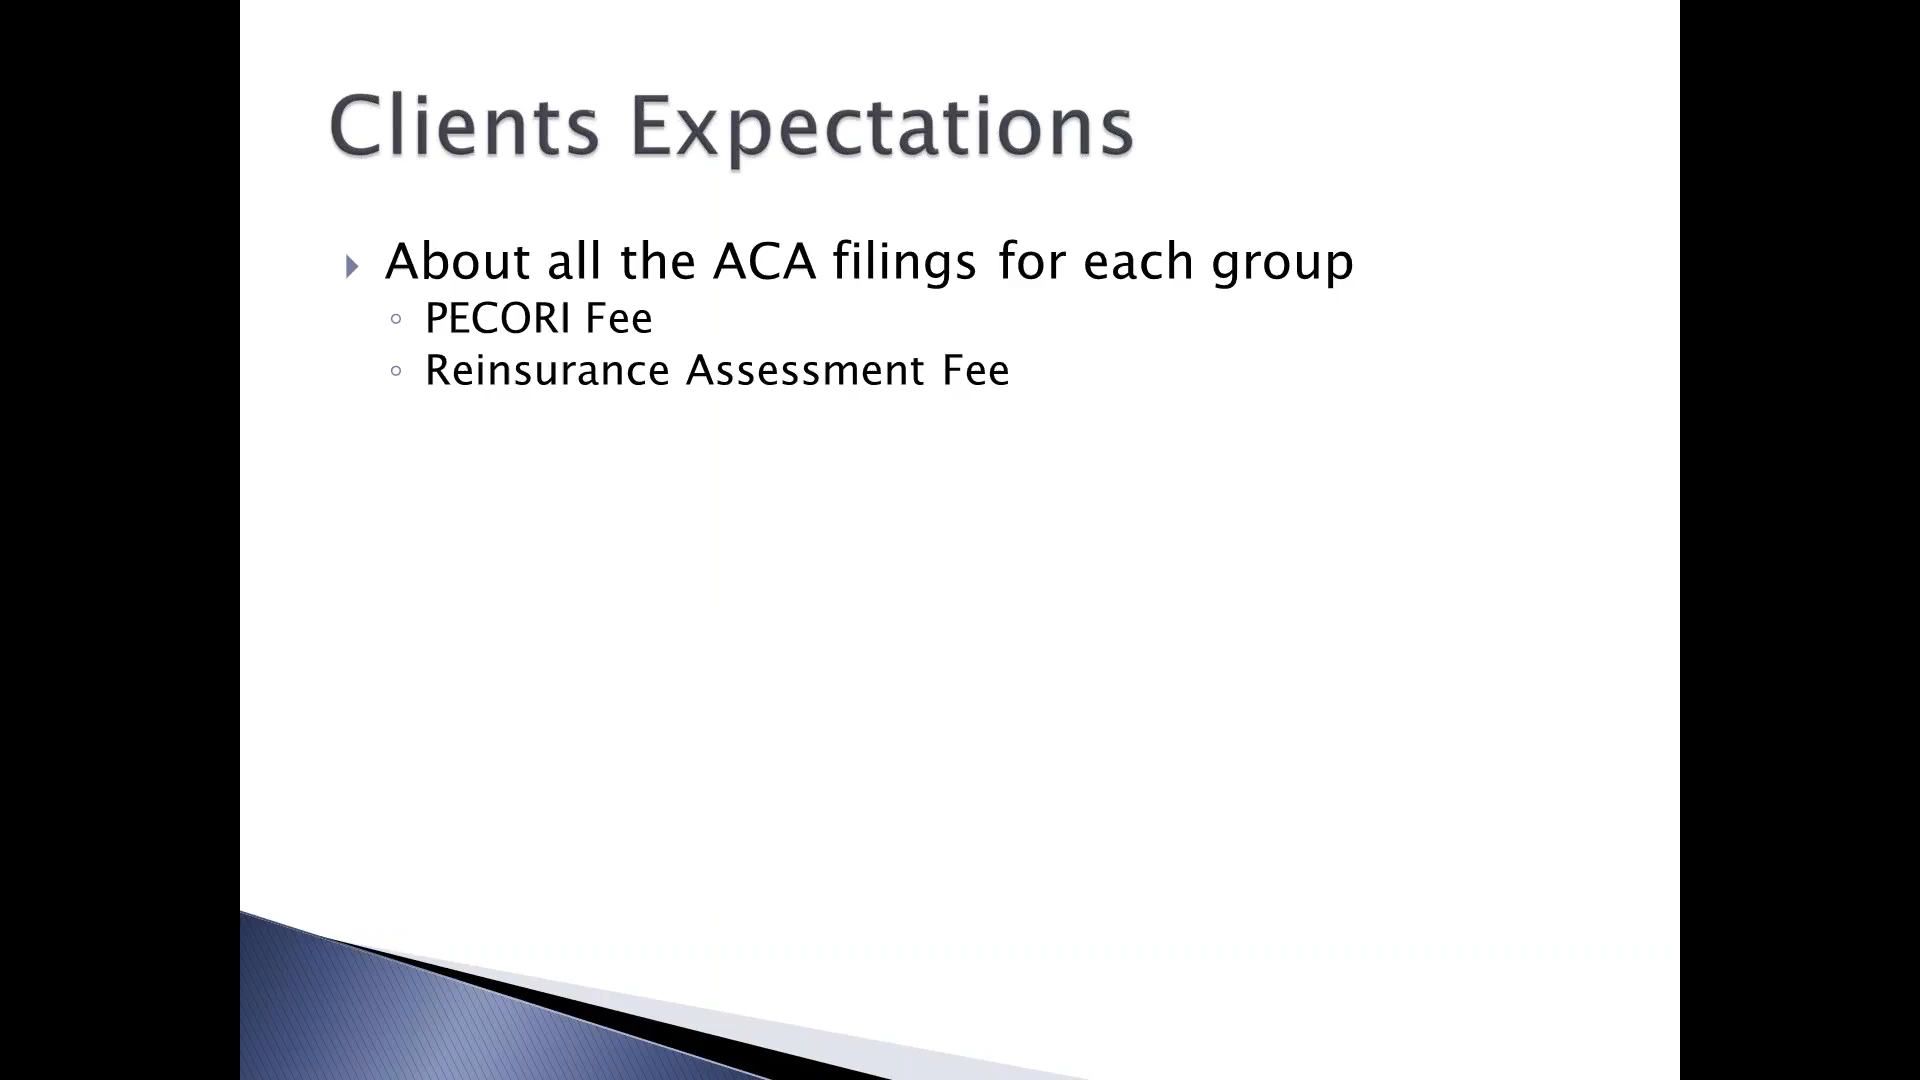 Clients Expectations
About all the ACA filings for each group
PECORI Fee
Reinsurance Assessment Fee